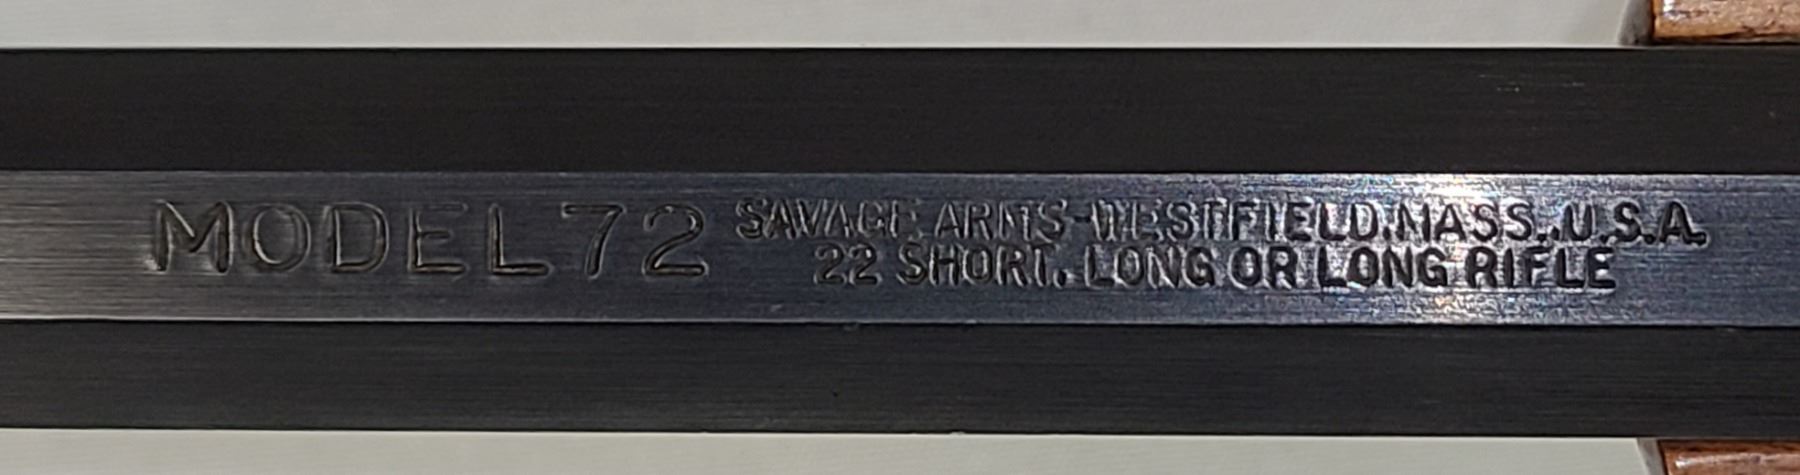 MODEL 72
SAVAGE ARMS-WESTFIELD.MASS.,U.S.A.
22 SHORT, LONG OR LONG RIFLE